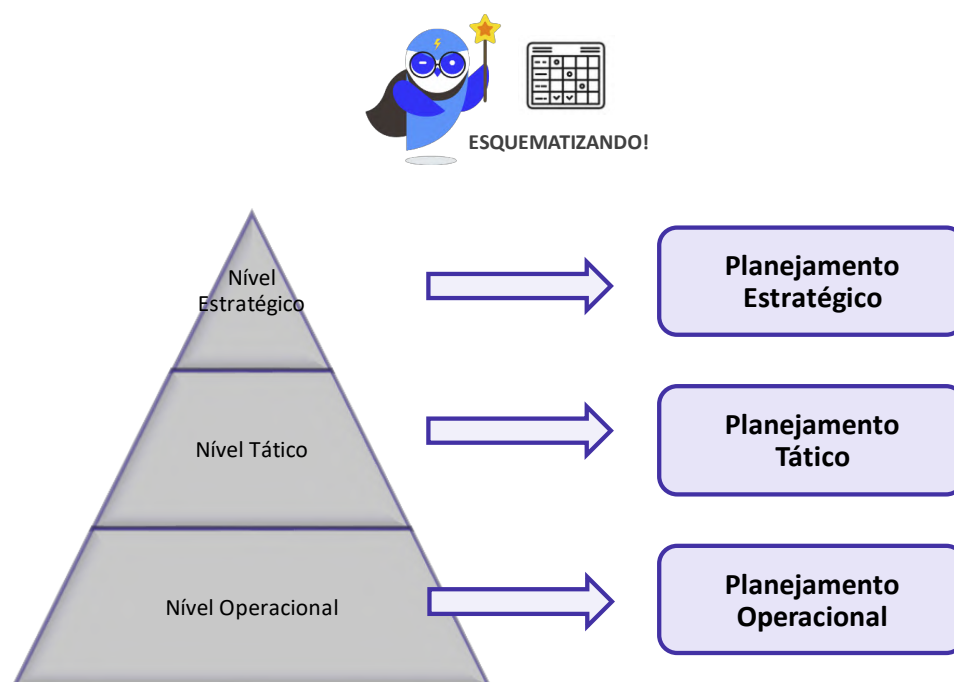 ESQUEMATIZANDO!
Nível
Estratégico
Planejamento
Estratégico
Nível Tático
Planejamento
Tático
Nível Operacional
Planejamento
Operacional